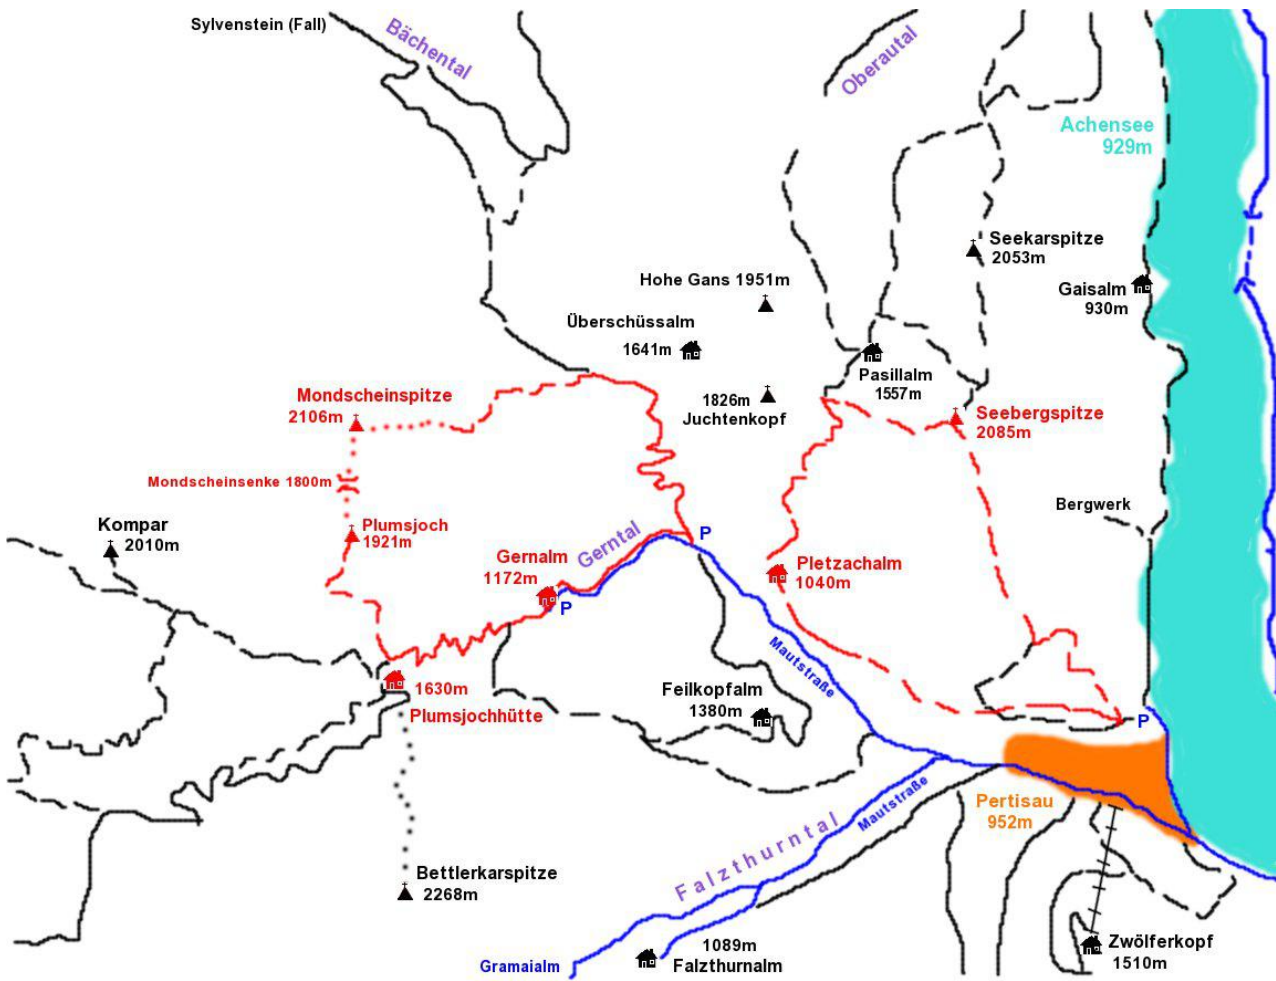 Sylvenstein (Fall)
Bächental
Oberautal
Achensee
929m
Seekarspitze
2053m
Hohe Gans 1951m
Gaisalm
930m
Überschüssalm
1641m
Pasillalm
1557m
Mondscheinspitze
2106m
1826m
Juchtenkopf
Seebergspitze
2085m
Mondscheinsenke 1800m
Bergwerk
Kompar
2010m
Plumsjoch
1921m
Gerntal
P
Gernalm
1172m
P
Pletzachalm
1040m
Mautstraße
Feilkopfalm
1380m
1630m
Plumsjochhütte
P
Mautstraße
Pertisau
952m
Falzthurntal
Bettlerkarspitze
2268m
1089m
Falzthurnalm
Gramaialm
Zwölferkopf
1510m